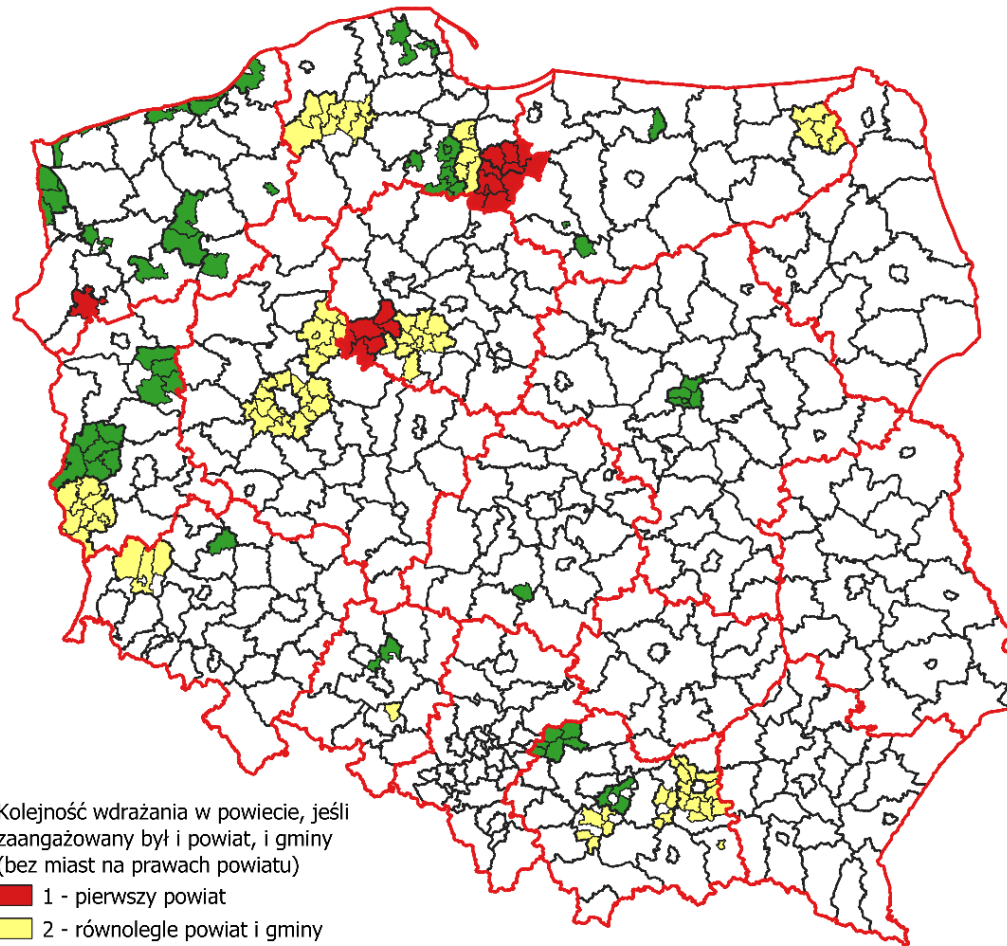 Kolejność wdrażania w powiecie, jeśli
zaangażowany był i powiat, i gminy
(bez miast na prawach powiatu)
1 - pierwszy powiat
2 - równolegle powiat i gminy